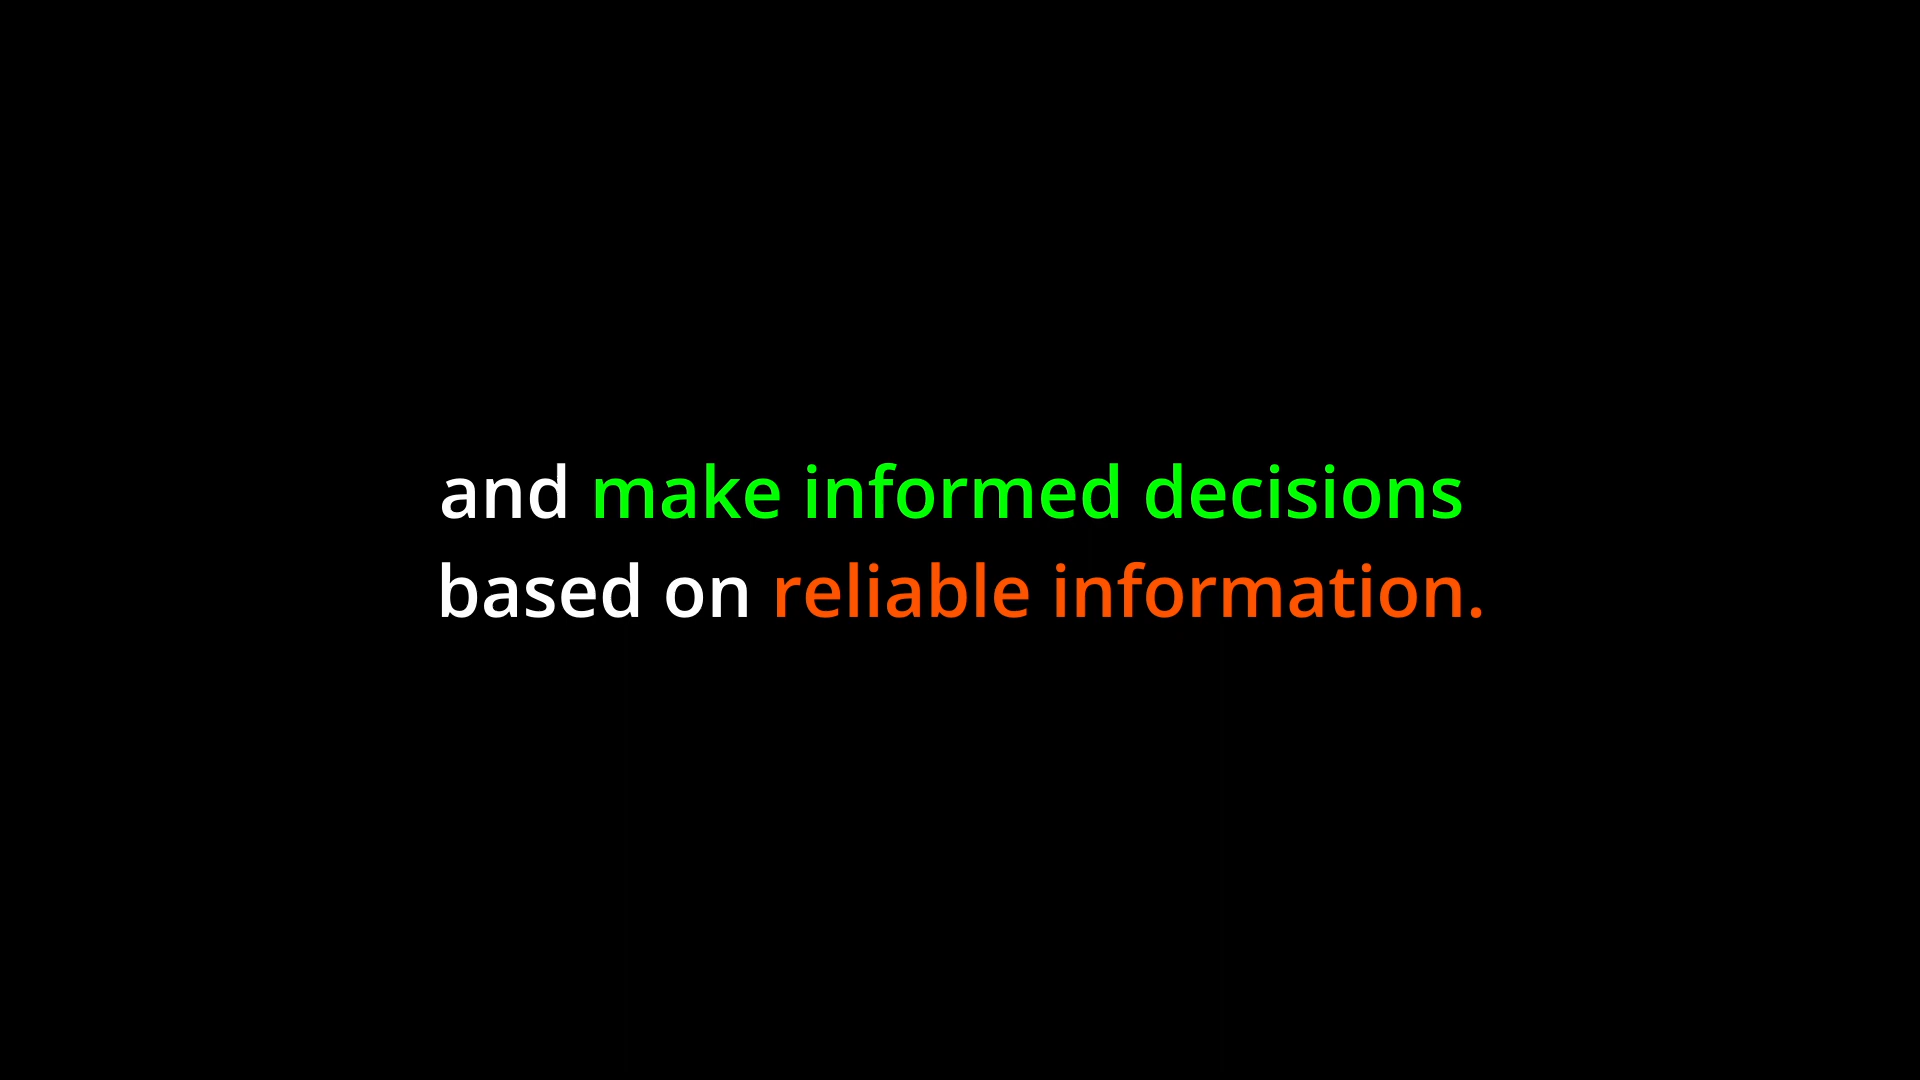 and make informed decisions
based on reliable information.